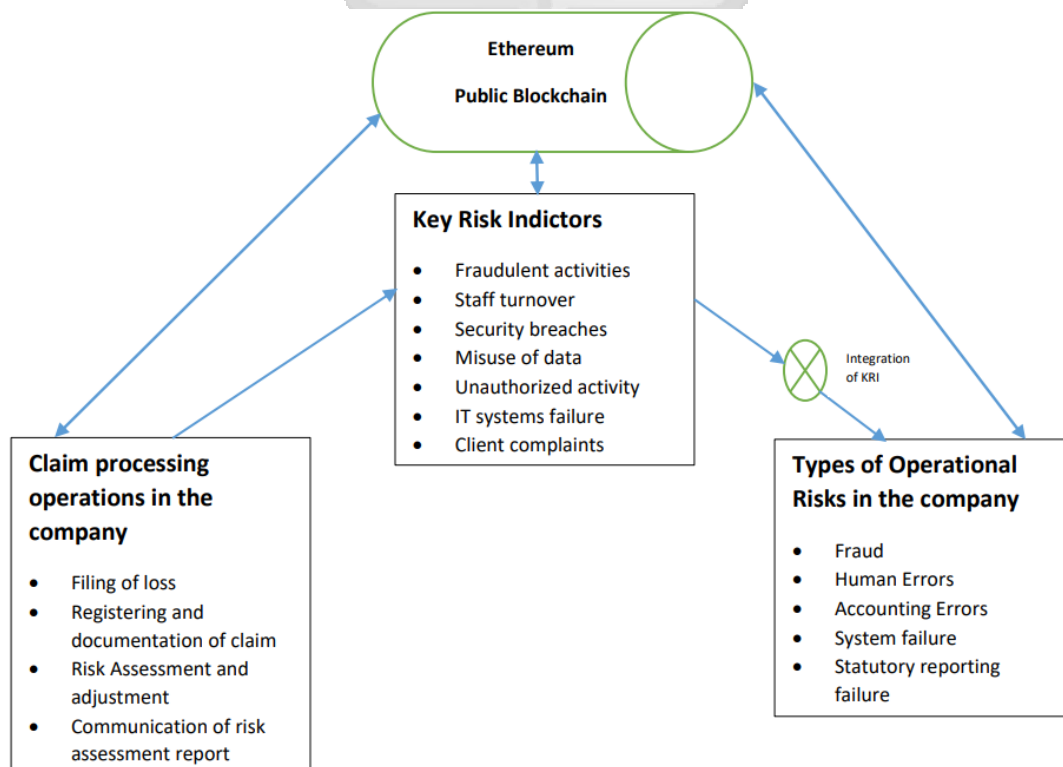 Ethereum
Public Blockchain
Key Risk Indictors
• Fraudulent activities
• Staff turnover
• Security breaches
• Misuse of data
• Unauthorized activity
• IT systems failure
• Client complaints
Integration
of KRI
Claim processing
operations in the
company
• Filing of loss
• Registering and
documentation of claim
• Risk Assessment and
adjustment
• Communication of risk
assessment report
Types of Operational
Risks in the company
• Fraud
• Human Errors
• Accounting Errors
• System failure
• Statutory reporting
failure